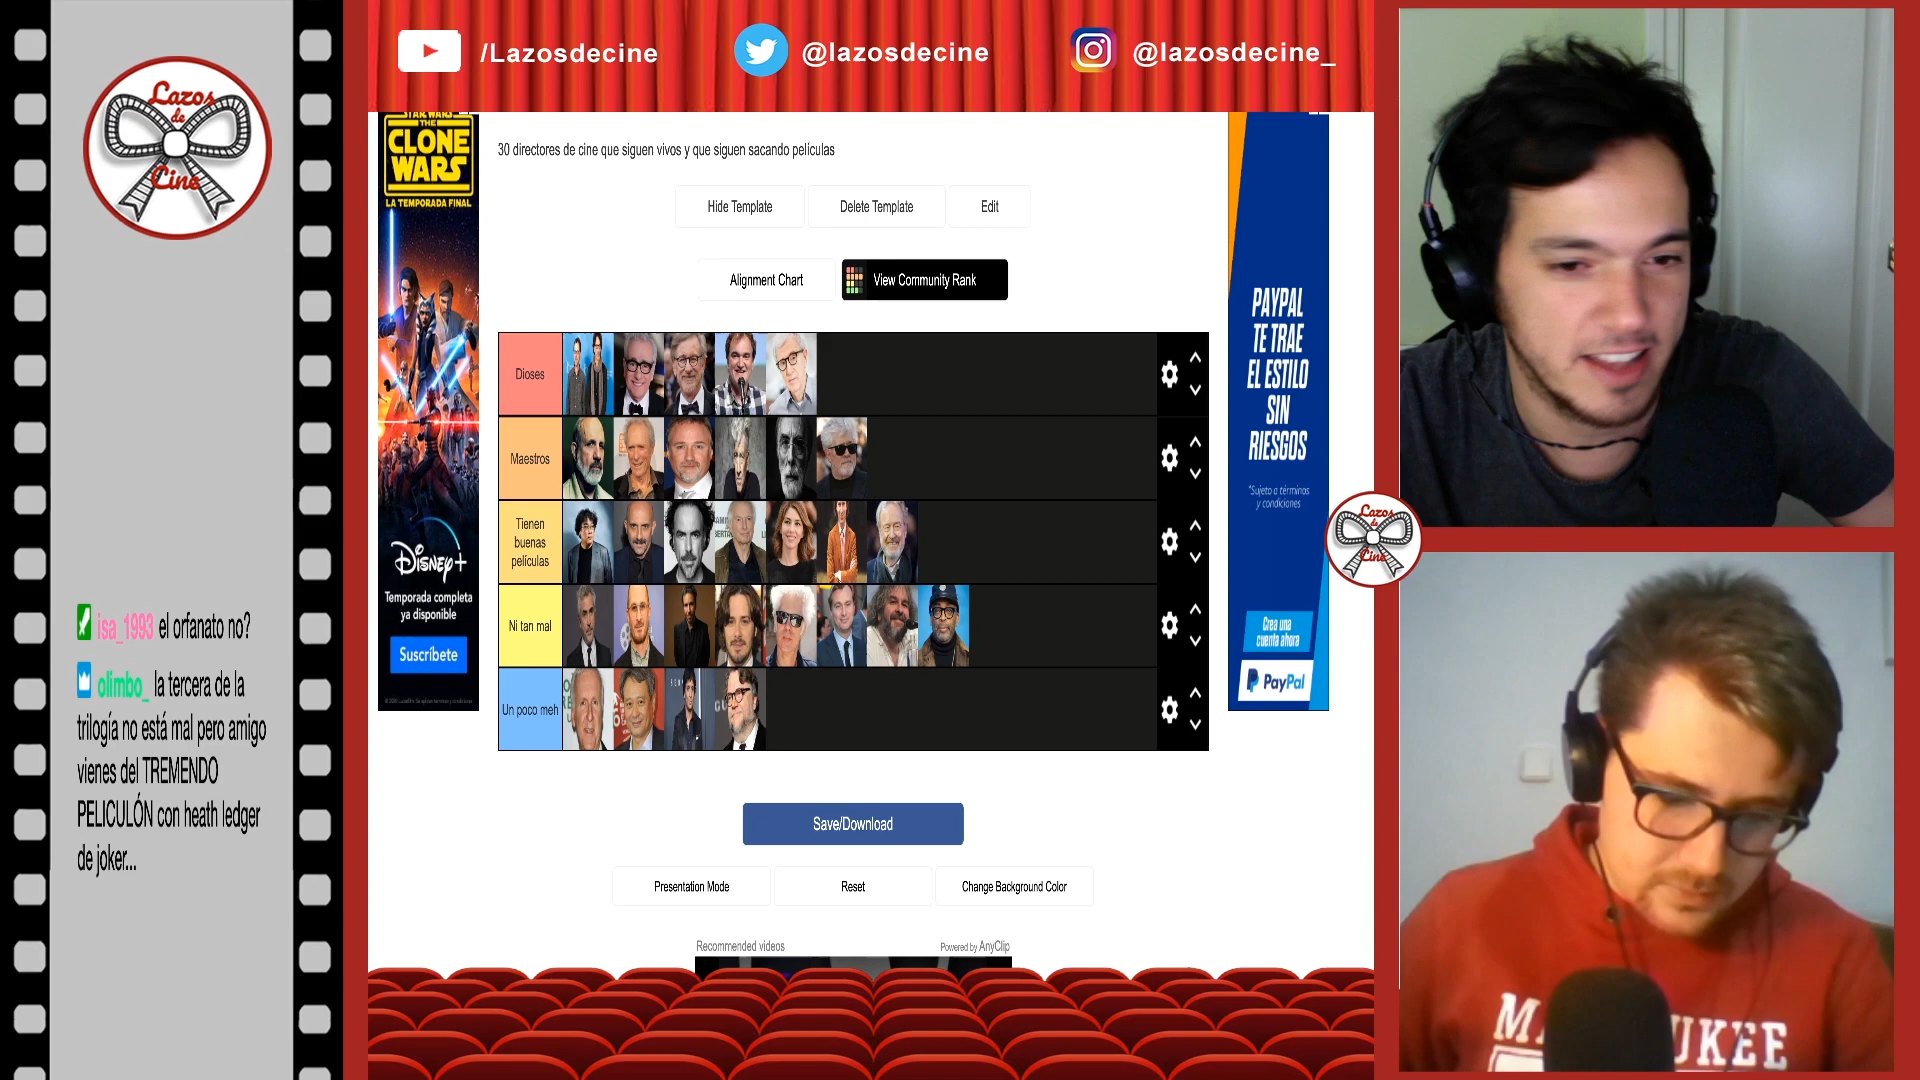 Lazos
de
Cine
/Lazosdecine
@lazosdecine
@lazosdecine_
STAR WARS
THE
CLONE
WARS
LA TEMPORADA FINAL
Disney+
Temporada completa
ya disponible
Suscríbete
30 directores de cine que siguen vivos y que siguen sacando películas
Hide Template
Delete Template
Edit
Alignment Chart
View Community Rank
Dioses
Maestros
Tienen
buenas
películas
Ni tan mal
Un poco meh
Save/Download
Presentation Mode
Reset
Change Background Color
Recommended videos
Powered by AnyClip
PAYPAL
TE TRAE
EL ESTILO
SIN
RIESGOS
*Sujeto a términos
y condiciones
Crea una
cuenta ahora
PayPal
Lazos
de
Cine
isa_1993 el orfanato no?
olimbo_ la tercera de la
trilogía no está mal pero amigo
vienes del TREMENDO
PELICULÓN con heath ledger
de joker...